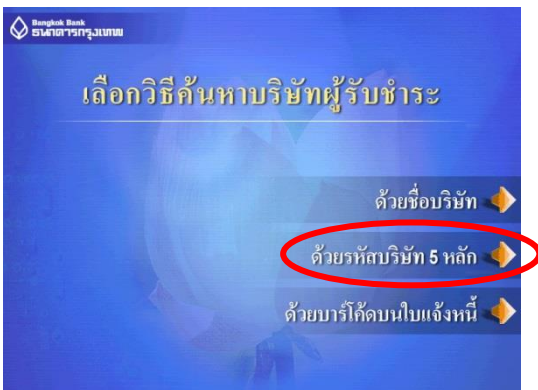 Bangkok Bank
ธนาคารกรุงเทพ
เลือกวิธีค้นหาบริษัทผู้รับชำระ
ด้วยชื่อบริษัท
ด้วยรหัสบริษัท 5 หลัก
ด้วยบาร์โค้ดบนใบแจ้งหนี้